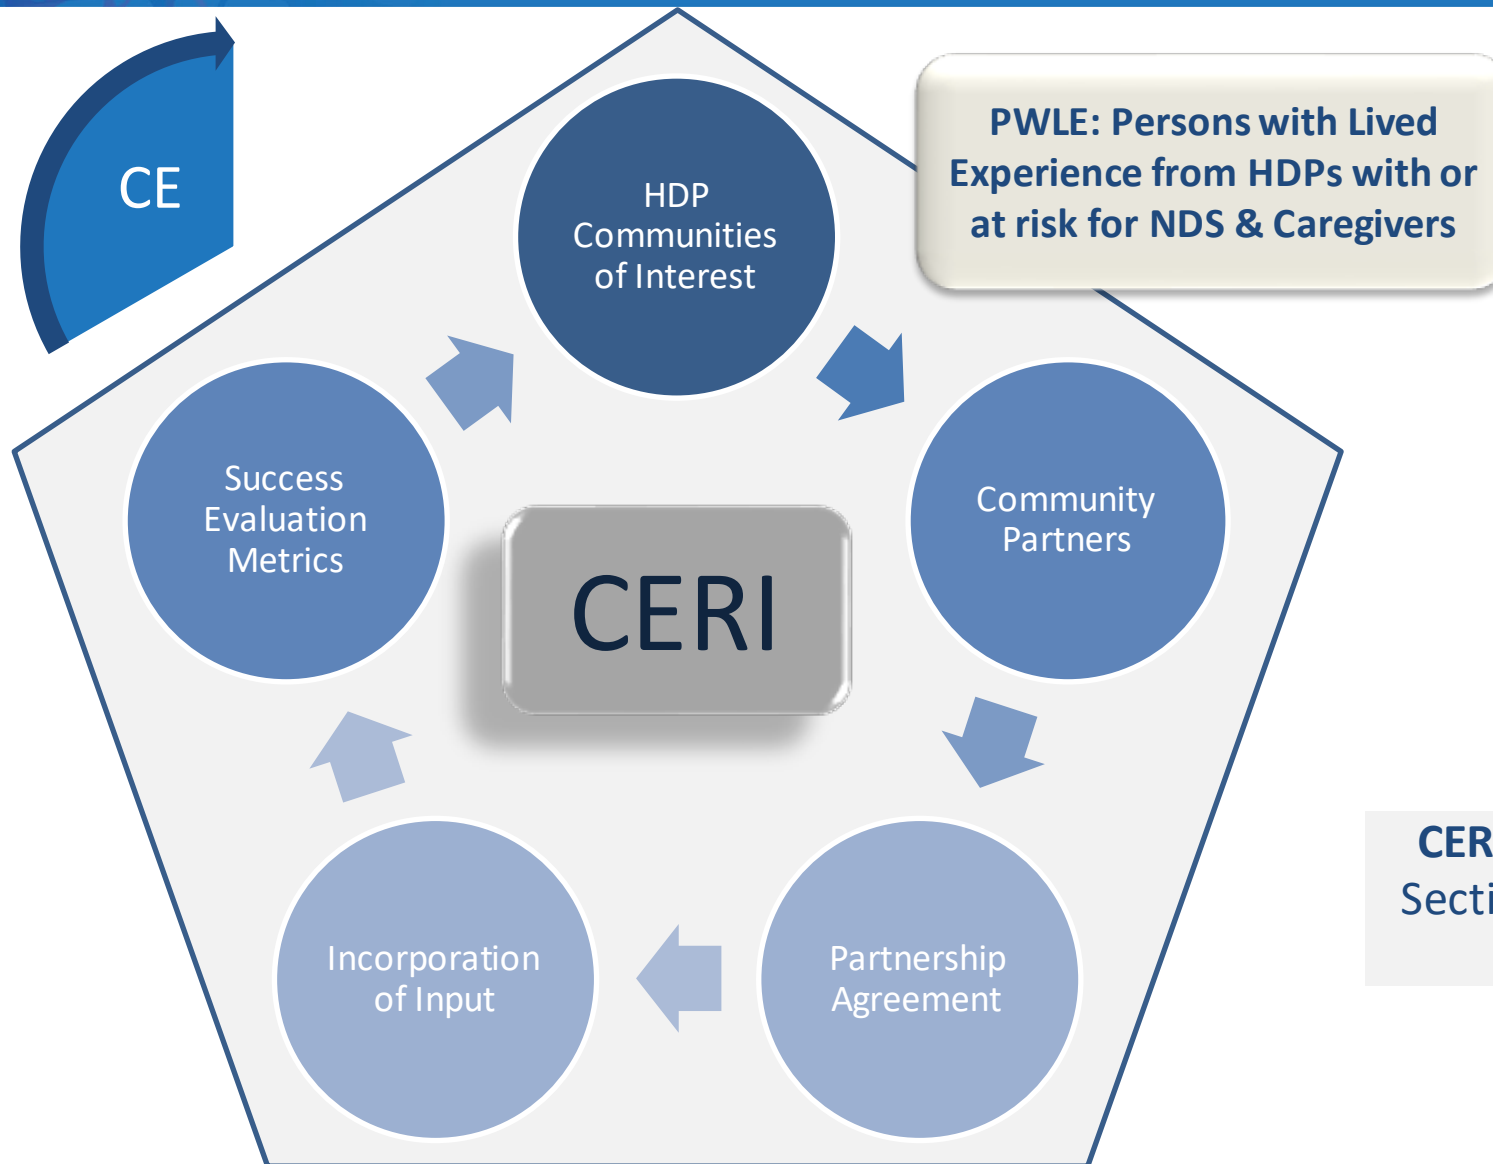 CE
PWLE: Persons with Lived
Experience from HDPs with or
at risk for NDS & Caregivers
HDP
Communities
of Interest
Success
Evaluation
Metrics
Community
Partners
CERI
Incorporation
of Input
Partnership
Agreement